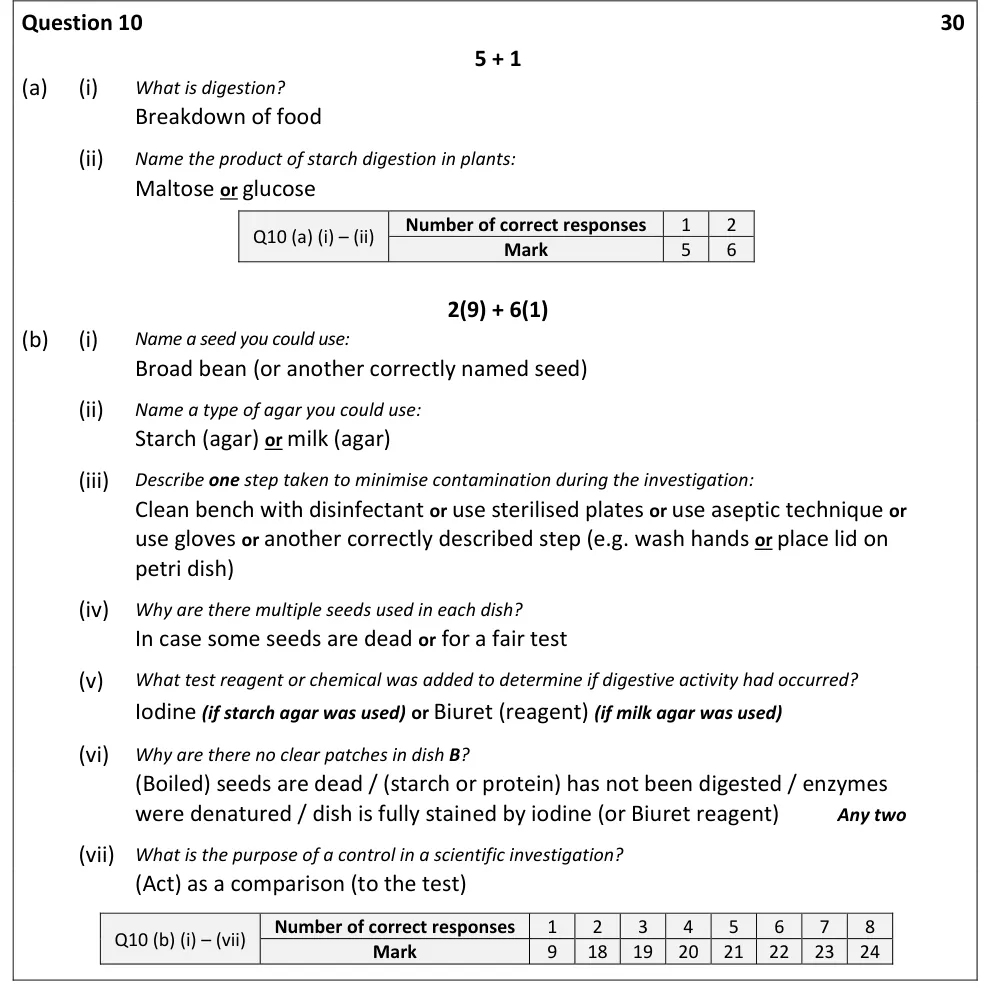 Question 10 30
5 + 1
(a) (i) What is digestion?
Breakdown of food
(ii) Name the product of starch digestion in plants:
Maltose or glucose
Q10 (a) (i) – (ii) Number of correct responses 1 2
Mark 5 6
2(9) + 6(1)
(b) (i) Name a seed you could use:
Broad bean (or another correctly named seed)
(ii) Name a type of agar you could use:
Starch (agar) or milk (agar)
(iii) Describe one step taken to minimise contamination during the investigation:
Clean bench with disinfectant or use sterilised plates or use aseptic technique or
use gloves or another correctly described step (e.g. wash hands or place lid on
petri dish)
(iv) Why are there multiple seeds used in each dish?
In case some seeds are dead or for a fair test
(v) What test reagent or chemical was added to determine if digestive activity had occurred?
Iodine (if starch agar was used) or Biuret (reagent) (if milk agar was used)
(vi) Why are there no clear patches in dish B?
(Boiled) seeds are dead / (starch or protein) has not been digested / enzymes
were denatured / dish is fully stained by iodine (or Biuret reagent) Any two
(vii) What is the purpose of a control in a scientific investigation?
(Act) as a comparison (to the test)
Q10 (b) (i) – (vii) Number of correct responses 1 2 3 4 5 6 7 8
Mark 9 18 19 20 21 22 23 24